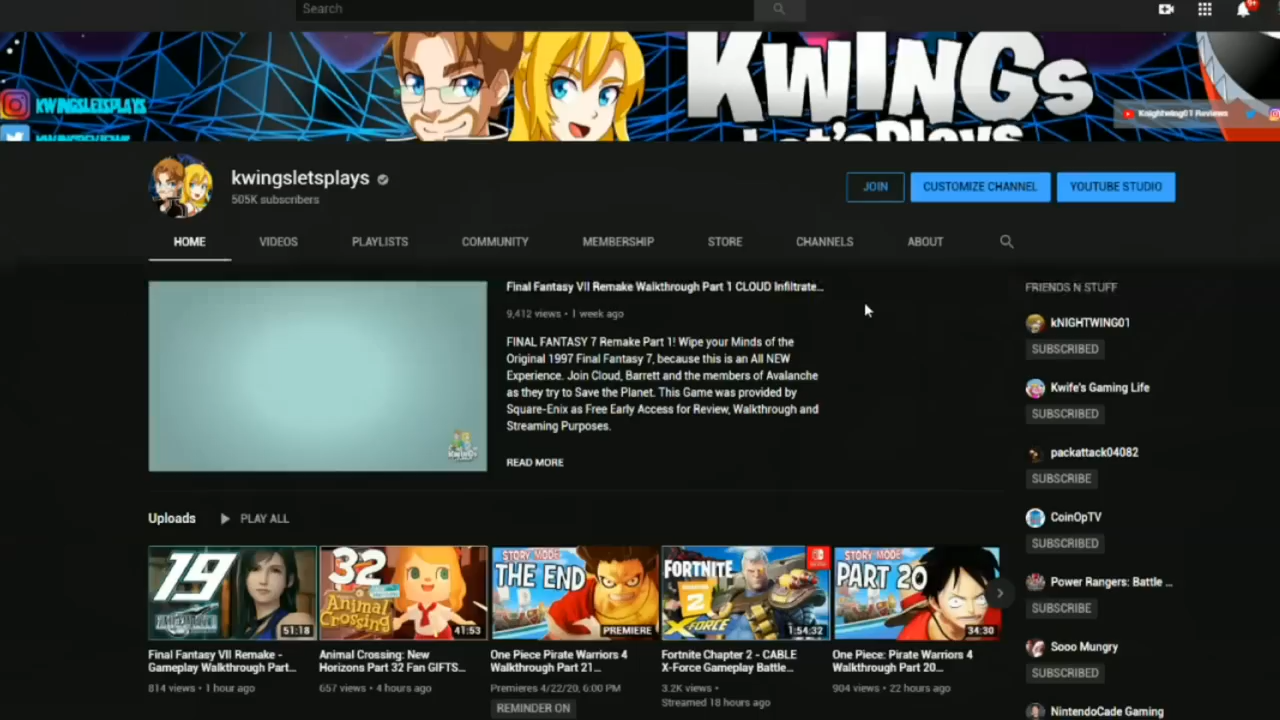 Search
9+
KWINGS
Let'sPlays
KWINGSLETSPLAYS
Knightwing01 Reviews
kwingsletsplays
505K subscribers
JOIN
CUSTOMIZE CHANNEL
YOUTUBE STUDIO
HOME VIDEOS PLAYLISTS COMMUNITY MEMBERSHIP STORE CHANNELS ABOUT
Final Fantasy VII Remake Walkthrough Part 1 CLOUD Infiltrate...
9,412 views • 1 week ago
FINAL FANTASY 7 Remake Part 1! Wipe your Minds of the
Original 1997 Final Fantasy 7, because this is an All NEW
Experience. Join Cloud, Barrett and the members of Avalanche
as they try to Save the Planet. This Game was provided by
Square-Enix as Free Early Access for Review, Walkthrough and
Streaming Purposes.
READ MORE
FRIENDS N STUFF
kNIGHTWING01
SUBSCRIBED
Kwife's Gaming Life
SUBSCRIBED
packattack04082
SUBSCRIBE
CoinOpTV
SUBSCRIBED
Power Rangers: Battle ...
SUBSCRIBE
Sooo Mungry
SUBSCRIBED
NintendoCade Gaming
Uploads PLAY ALL
19
51:18
Final Fantasy VII Remake -
Gameplay Walkthrough Part...
814 views • 1 hour ago
32
Animal
Crossing
41:53
Animal Crossing: New
Horizons Part 32 Fan GIFTS...
657 views • 4 hours ago
STORY MODE
THE END
PREMIERE
One Piece Pirate Warriors 4
Walkthrough Part 21...
Premieres 4/22/20, 6:00 PM
REMINDER ON
FORTNITE
2
X-FORCE
1:54:32
Fortnite Chapter 2 - CABLE
X-Force Gameplay Battle...
3.2K views •
Streamed 18 hours ago
STORY MODE
PART 20
34:30
One Piece: Pirate Warriors 4
Walkthrough Part 20...
904 views • 22 hours ago